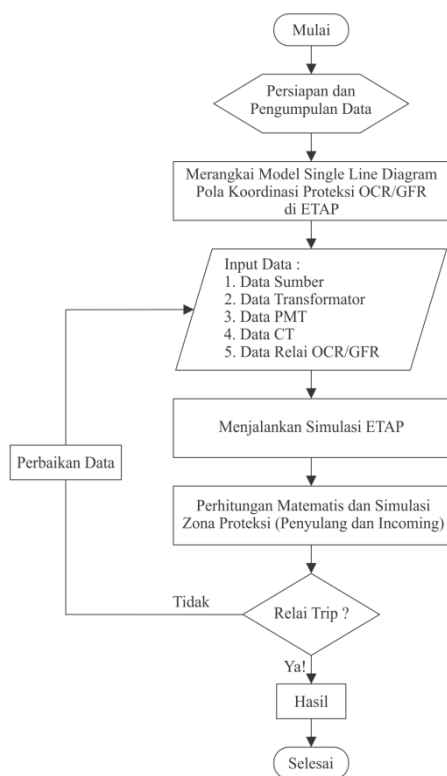 Mulai
Persiapan dan
Pengumpulan Data
Merangkai Model Single Line Diagram
Pola Koordinasi Proteksi OCR/GFR
di ETAP
Input Data :
1. Data Sumber
2. Data Transformator
3. Data PMT
4. Data CT
5. Data Relai OCR/GFR
Menjalankan Simulasi ETAP
Perbaikan Data
Perhitungan Matematis dan Simulasi
Zona Proteksi (Penyulang dan Incoming)
Tidak
Relai Trip ?
Ya!
Hasil
Selesai